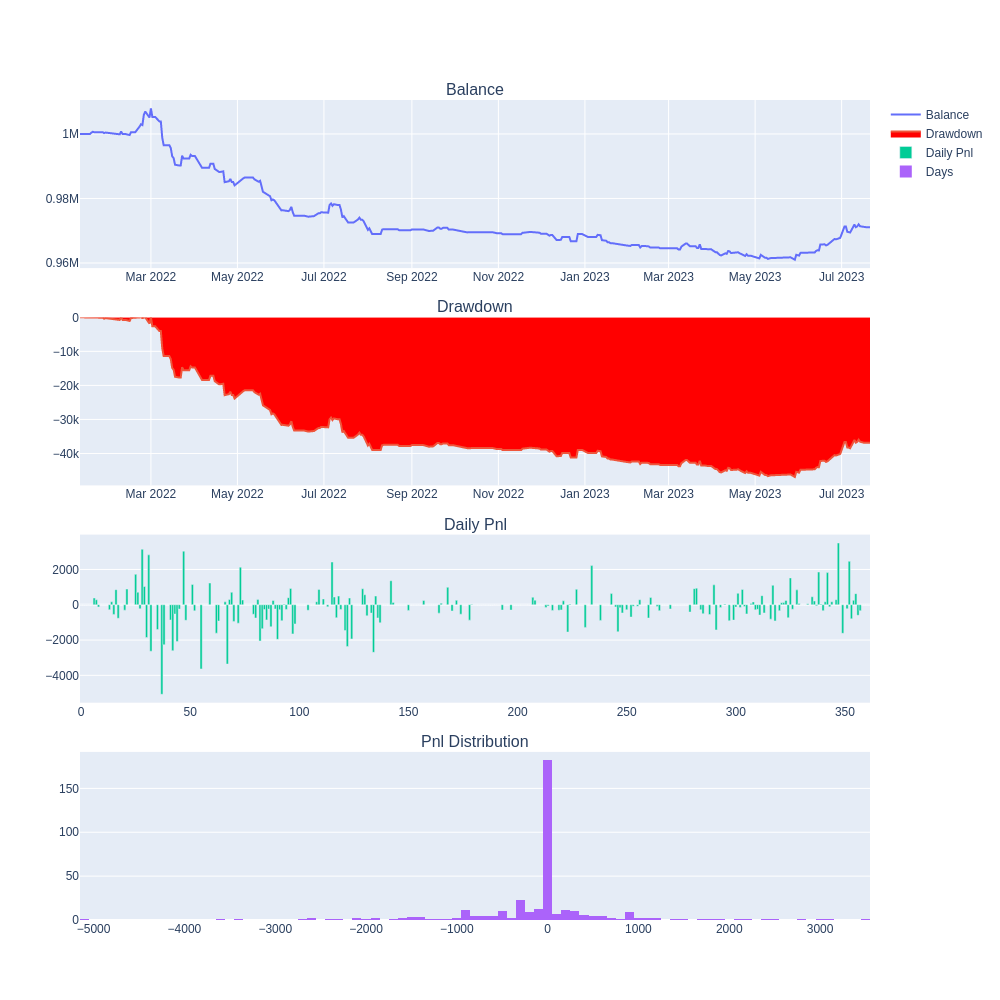 Balance
1M
0.98M
0.96M
Mar 2022 May 2022 Jul 2022 Sep 2022 Nov 2022 Jan 2023 Mar 2023 May 2023 Jul 2023
Balance
Drawdown
Daily Pnl
Days
Drawdown
0
−10k
−20k
−30k
−40k
Mar 2022 May 2022 Jul 2022 Sep 2022 Nov 2022 Jan 2023 Mar 2023 May 2023 Jul 2023
Daily Pnl
2000
0
−2000
−4000
0 50 100 150 200 250 300 350
Pnl Distribution
150
100
50
0
−5000 −4000 −3000 −2000 −1000 0 1000 2000 3000